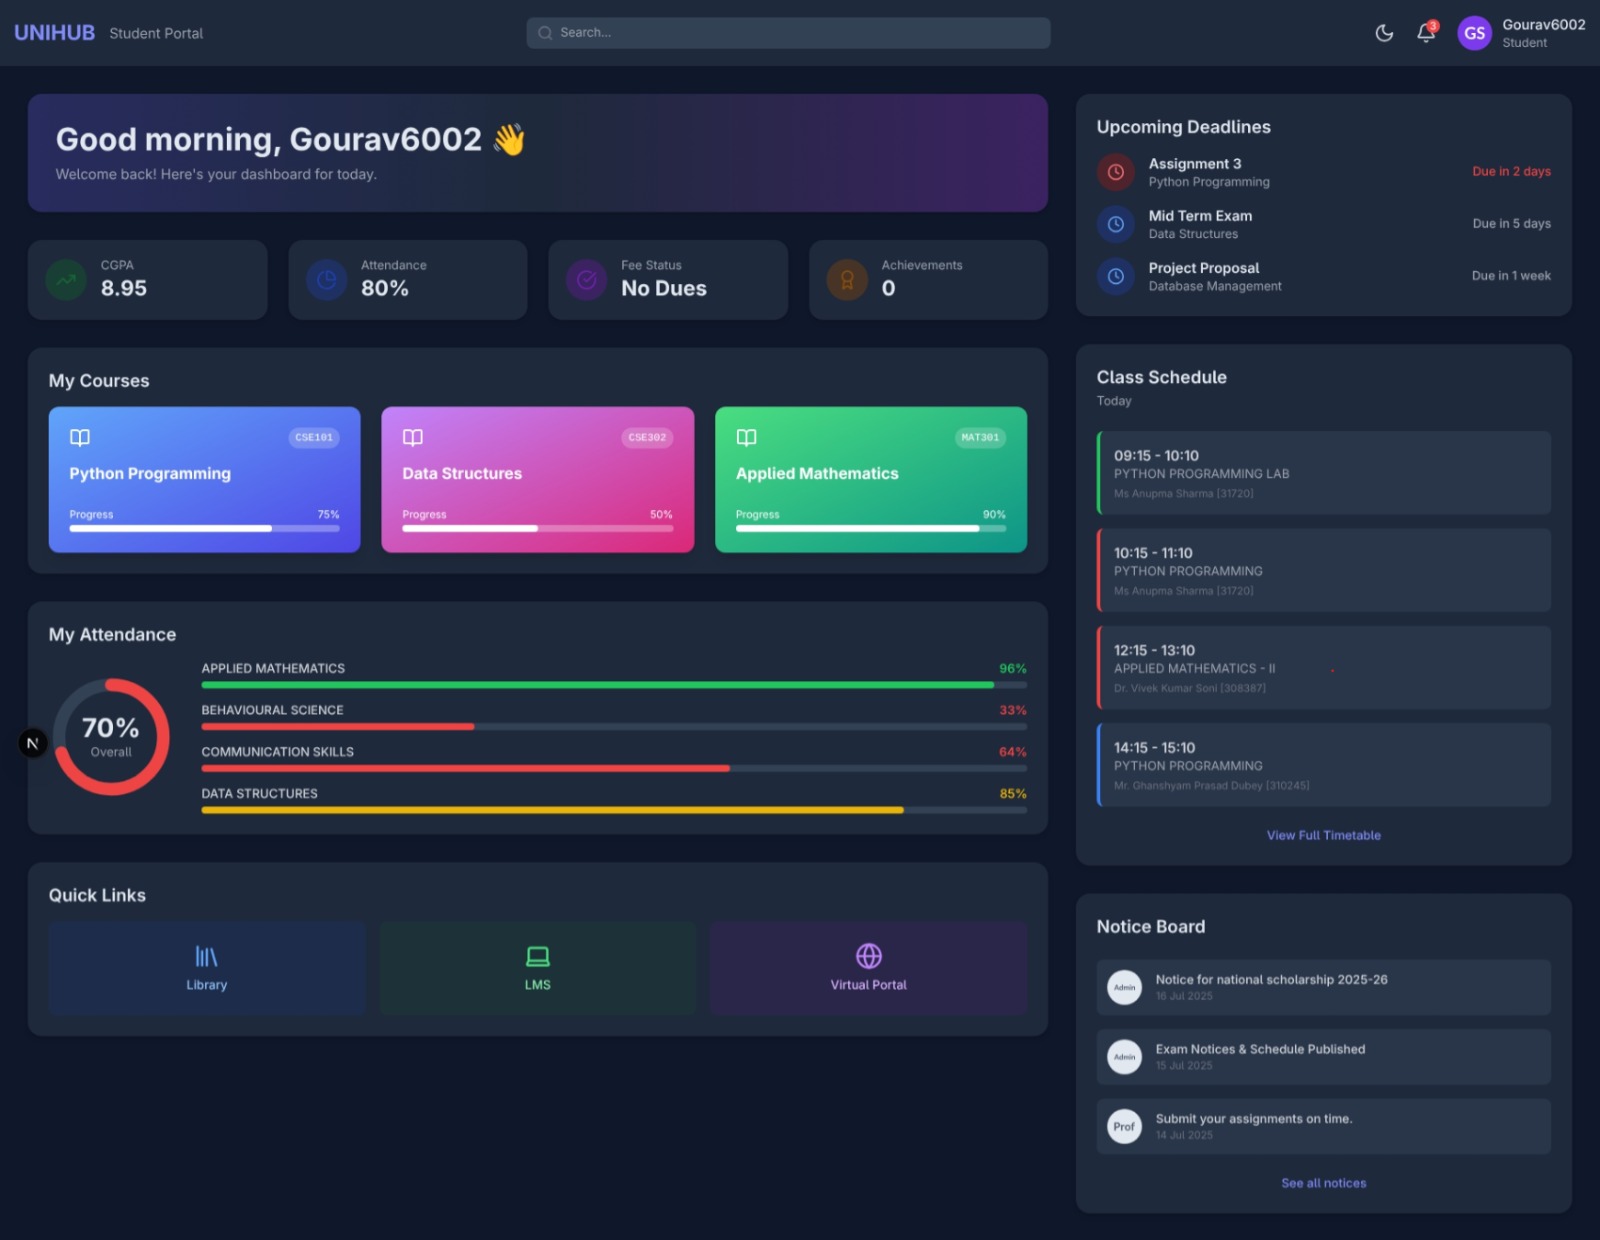 UNIHUB Student Portal
Search...
3
GS
Gourav6002
Student
Good morning, Gourav6002 👋
Welcome back! Here's your dashboard for today.
CGPA
8.95
Attendance
80%
Fee Status
No Dues
Achievements
0
My Courses
CSE101
Python Programming
Progress 75%
CSE302
Data Structures
Progress 50%
MAT301
Applied Mathematics
Progress 90%
My Attendance
70%
Overall
APPLIED MATHEMATICS 96%
BEHAVIOURAL SCIENCE 33%
COMMUNICATION SKILLS 64%
DATA STRUCTURES 85%
N
Quick Links
Library
LMS
Virtual Portal
Upcoming Deadlines
Assignment 3
Python Programming
Due in 2 days
Mid Term Exam
Data Structures
Due in 5 days
Project Proposal
Database Management
Due in 1 week
Class Schedule
Today
09:15 - 10:10
PYTHON PROGRAMMING LAB
Ms Anupma Sharma [31720]
10:15 - 11:10
PYTHON PROGRAMMING
Ms Anupma Sharma [31720]
12:15 - 13:10
APPLIED MATHEMATICS - II
Dr. Vivek Kumar Soni [308387]
14:15 - 15:10
PYTHON PROGRAMMING
Mr. Ghanshyam Prasad Dubey [310245]
View Full Timetable
Notice Board
Admin
Notice for national scholarship 2025-26
16 Jul 2025
Admin
Exam Notices & Schedule Published
15 Jul 2025
Prof
Submit your assignments on time.
14 Jul 2025
See all notices